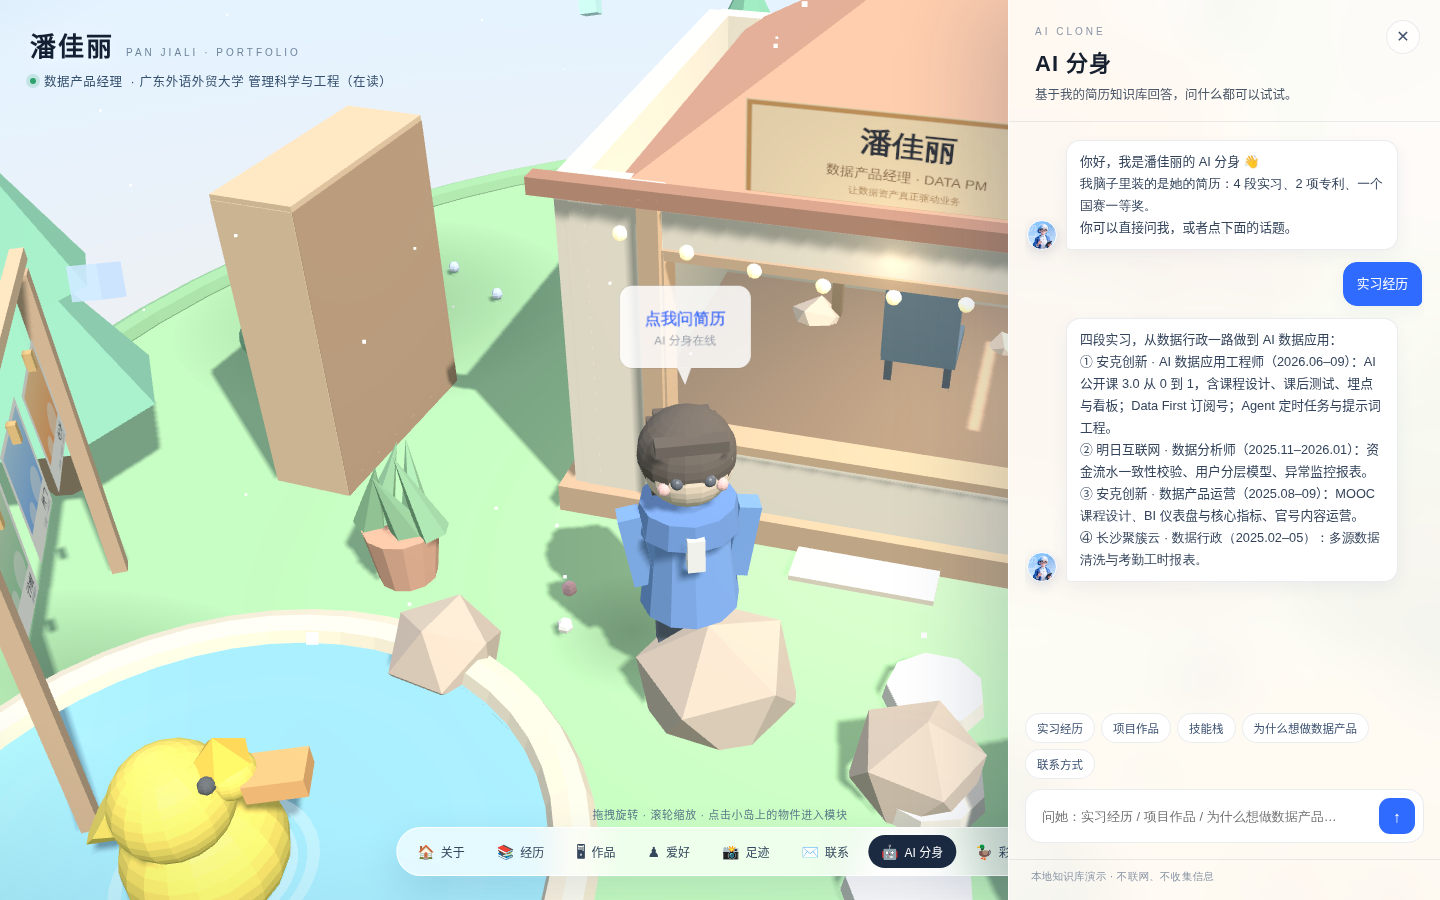 潘佳丽 PAN JIALI · PORTFOLIO
数据产品经理 · 广东外语外贸大学 管理科学与工程（在读）
潘佳丽
数据产品经理 · DATA PM
让数据资产真正驱动业务
点我问简历
AI 分身在线
拖拽旋转 · 滚轮缩放 · 点击小岛上的物件进入模块
关于 经历 作品 爱好 足迹 联系 AI 分身 彩
AI CLONE
AI 分身
基于我的简历知识库回答，问什么都可以试试。
你好，我是潘佳丽的 AI 分身 👋
我脑子里装的是她的简历：4 段实习、2 项专利、一个
国赛一等奖。
你可以直接问我，或者点下面的话题。
实习经历
四段实习，从数据行政一路做到 AI 数据应用：
① 安克创新 · AI 数据应用工程师（2026.06–09）：AI
公开课 3.0 从 0 到 1，含课程设计、课后测试、埋点
与看板；Data First 订阅号；Agent 定时任务与提示词
工程。
② 明日互联网 · 数据分析师（2025.11–2026.01）：资
金流水一致性校验、用户分层模型、异常监控报表。
③ 安克创新 · 数据产品运营（2025.08–09）：MOOC
课程设计、BI 仪表盘与核心指标、官号内容运营。
④ 长沙聚簇云 · 数据行政（2025.02–05）：多源数据
清洗与考勤工时报表。
实习经历 项目作品 技能栈 为什么想做数据产品
联系方式
问她：实习经历 / 项目作品 / 为什么想做数据产品…
本地知识库演示 · 不联网、不收集信息